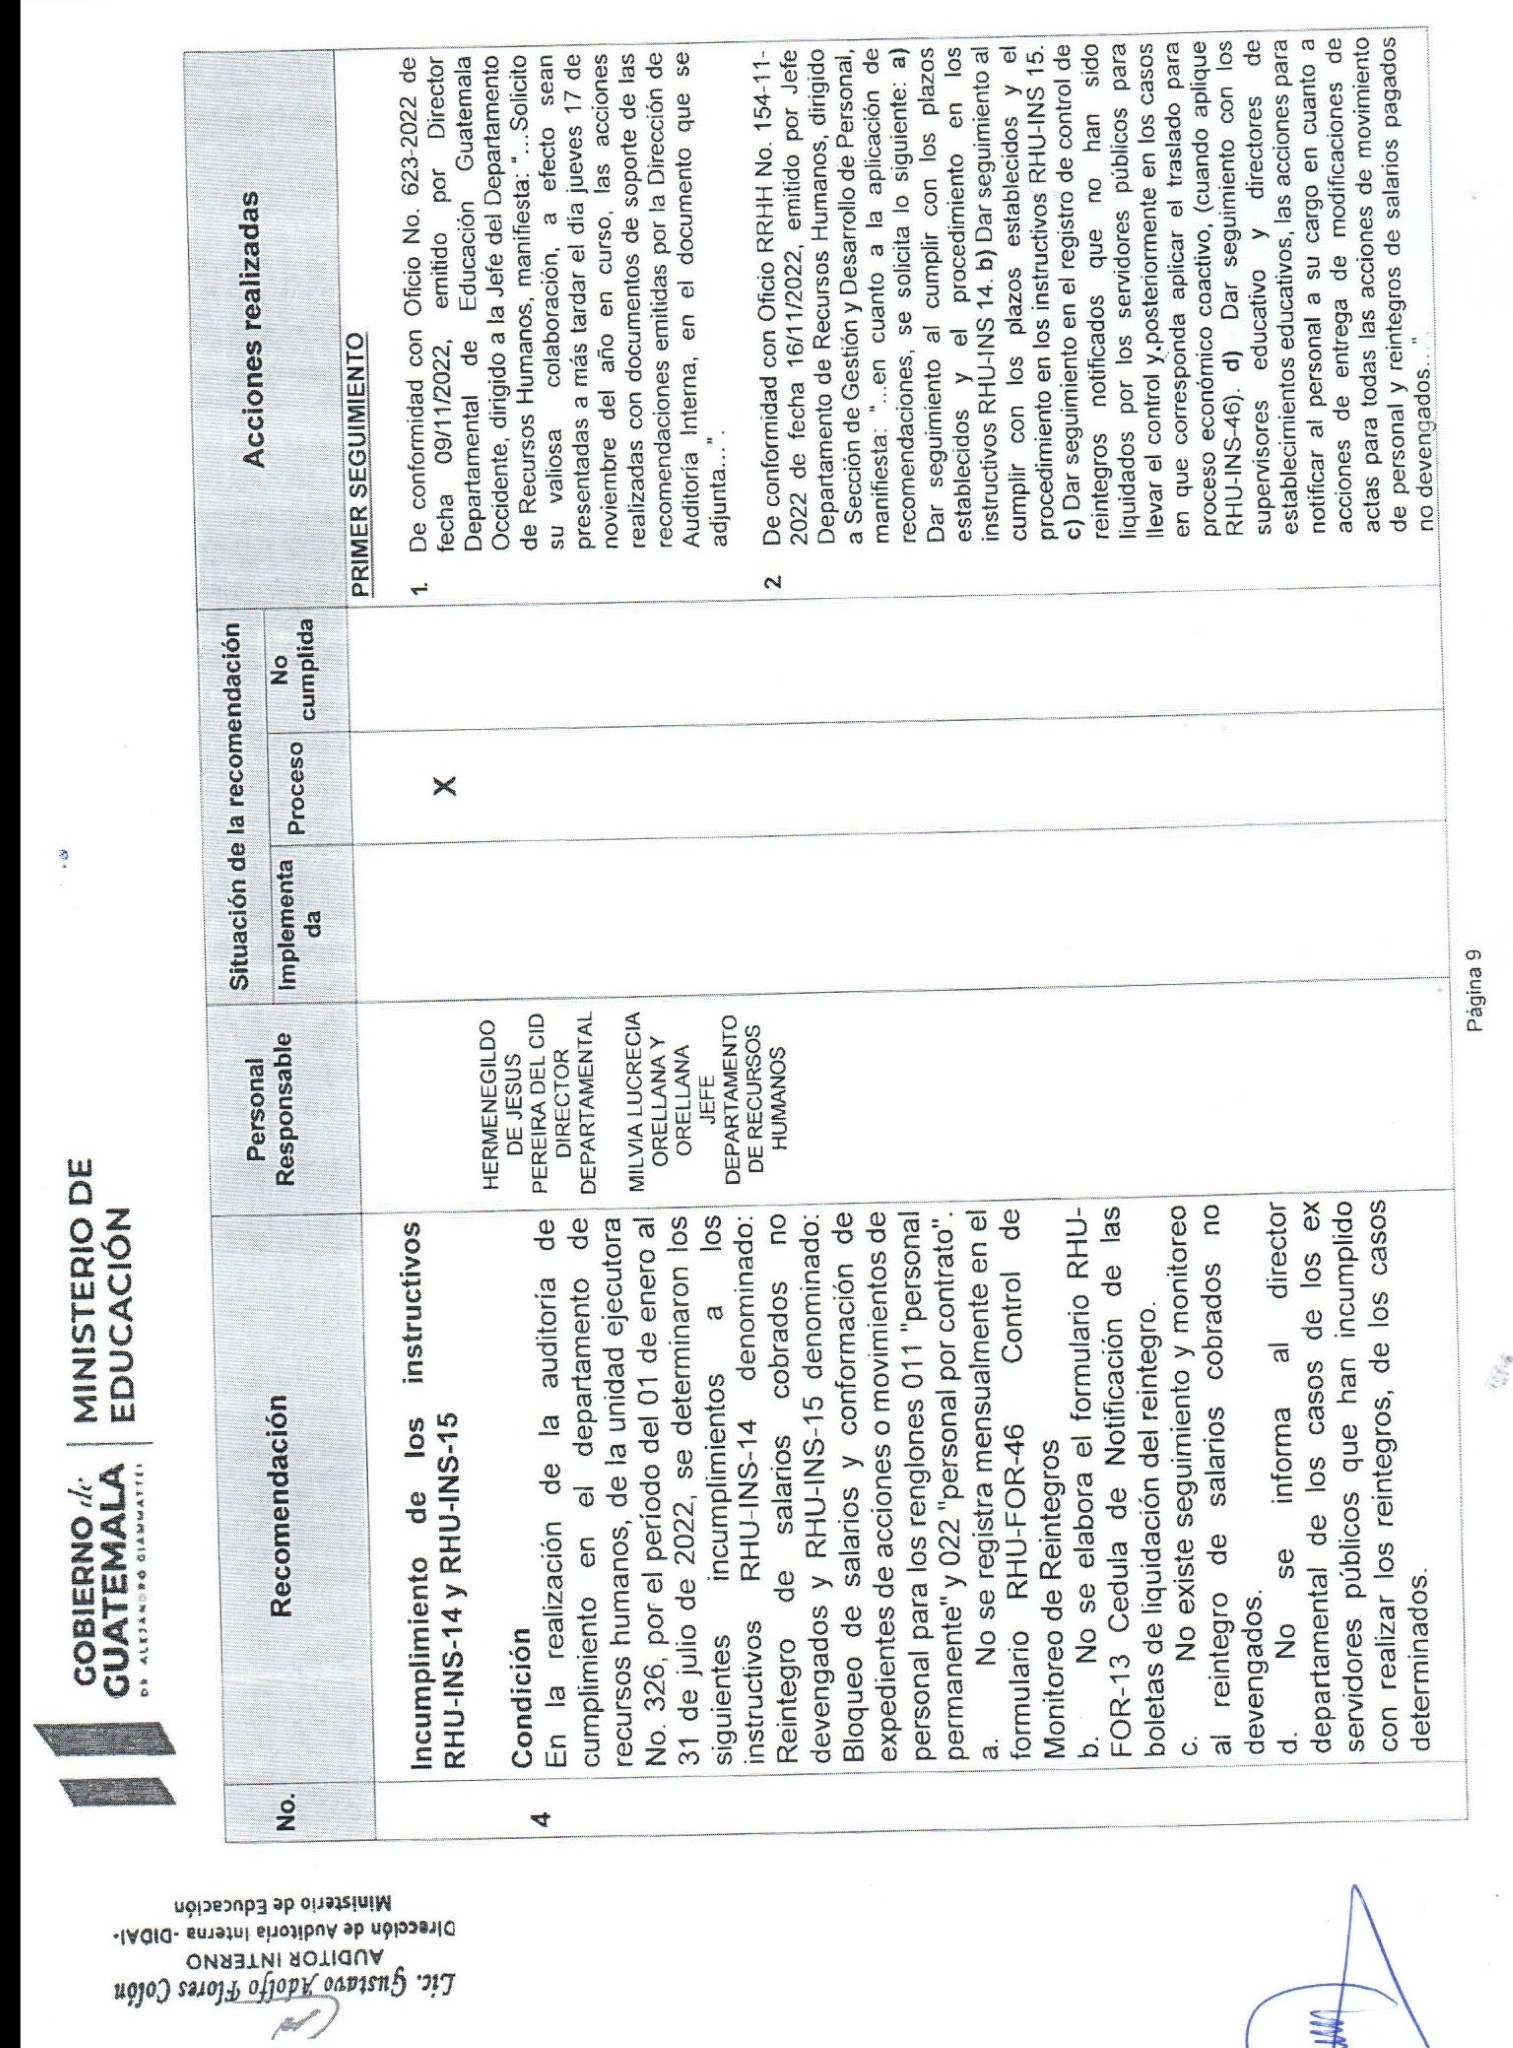 GOBIERNO de
GUATEMALA
DR. ALEJANDRO GIAMMATTEI
MINISTERIO DE
EDUCACIÓN
No.
Recomendación
Personal
Responsable
Situación de la recomendación
Implementa
da
Proceso
No
cumplida
Acciones realizadas
4
Incumplimiento de los instructivos
RHU-INS-14 y RHU-INS-15
Condición
En la realización de la auditoría de
cumplimiento en el departamento de
recursos humanos, de la unidad ejecutora
No. 326, por el período del 01 de enero al
31 de julio de 2022, se determinaron los
siguientes incumplimientos a los
instructivos RHU-INS-14 denominado:
Reintegro de salarios cobrados no
devengados y RHU-INS-15 denominado:
Bloqueo de salarios y conformación de
expedientes de acciones o movimientos de
personal para los renglones 011 "personal
permanente" y 022 "personal por contrato".
a. No se registra mensualmente en el
formulario RHU-FOR-46 Control de
Monitoreo de Reintegros
b. No se elabora el formulario RHU-
FOR-13 Cedula de Notificación de las
boletas de liquidación del reintegro.
c. No existe seguimiento y monitoreo
al reintegro de salarios cobrados no
devengados.
d. No se informa al director
departamental de los casos de los ex
servidores públicos que han incumplido
con realizar los reintegros, de los casos
determinados.
HERMENEGILDO
DE JESUS
PEREIRA DEL CID
DIRECTOR
DEPARTAMENTAL
MILVIA LUCRECIA
ORELLANA Y
ORELLANA
JEFE
DEPARTAMENTO
DE RECURSOS
HUMANOS
X
PRIMER SEGUIMIENTO
1. De conformidad con Oficio No. 623-2022 de
fecha 09/11/2022, emitido por Director
Departamental de Educación Guatemala
Occidente, dirigido a la Jefe del Departamento
de Recursos Humanos, manifiesta: "…Solicito
su valiosa colaboración, a efecto sean
presentadas a más tardar el día jueves 17 de
noviembre del año en curso, las acciones
realizadas con documentos de soporte de las
recomendaciones emitidas por la Dirección de
Auditoría Interna, en el documento que se
adjunta…".
2 De conformidad con Oficio RRHH No. 154-11-
2022 de fecha 16/11/2022, emitido por Jefe
Departamento de Recursos Humanos, dirigido
a Sección de Gestión y Desarrollo de Personal,
manifiesta: "…en cuanto a la aplicación de
recomendaciones, se solicita lo siguiente: a)
Dar seguimiento al cumplir con los plazos
establecidos y el procedimiento en los
instructivos RHU-INS 14. b) Dar seguimiento al
cumplir con los plazos establecidos y el
procedimiento en los instructivos RHU-INS 15.
c) Dar seguimiento en el registro de control de
reintegros notificados que no han sido
liquidados por los servidores públicos para
llevar el control y posteriormente en los casos
en que corresponda aplicar el traslado para
proceso económico coactivo, (cuando aplique
RHU-INS-46). d) Dar seguimiento con los
supervisores educativo y directores de
establecimientos educativos, las acciones para
notificar al personal a su cargo en cuanto a
acciones de entrega de modificaciones de
actas para todas las acciones de movimiento
de personal y reintegros de salarios pagados
no devengados…"
Página 9
Lic. Gustavo Adolfo Flores Colón
AUDITOR INTERNO
Dirección de Auditoría Interna -DIDAI-
Ministerio de Educación